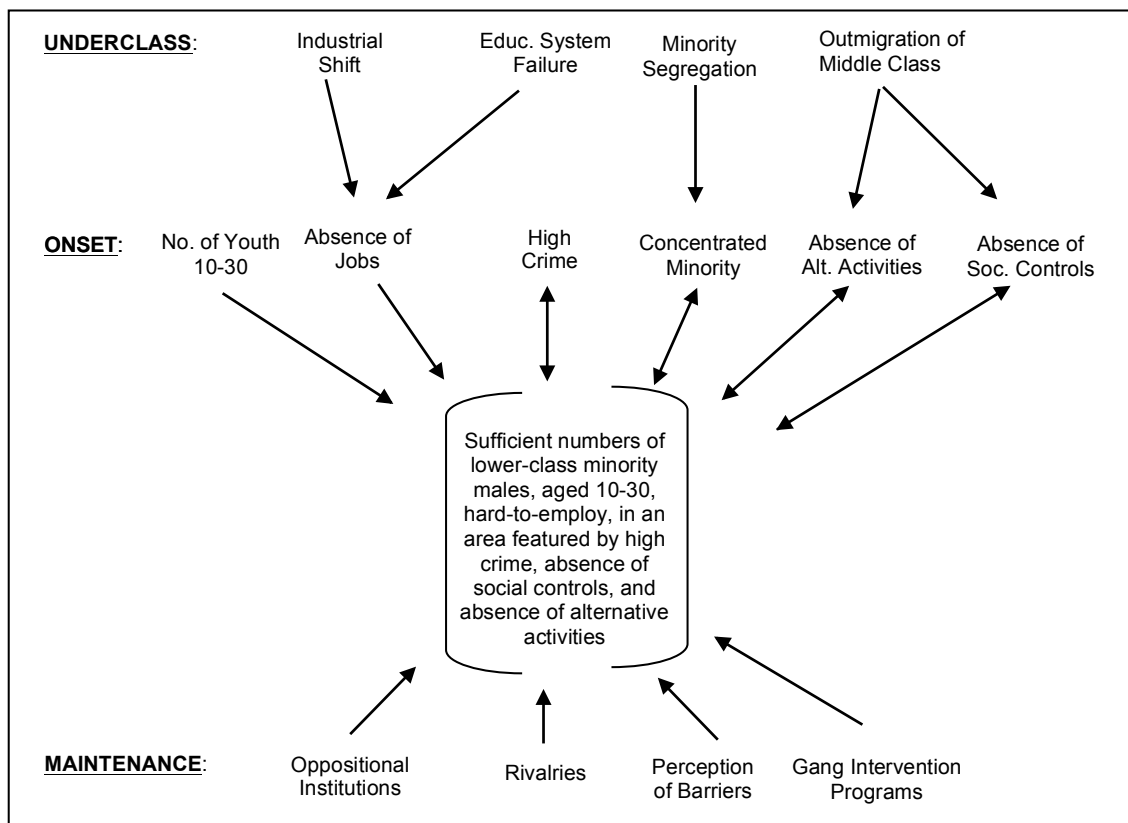 UNDERCLASS:
Industrial
Shift
Educ. System
Failure
Minority
Segregation
Outmigration of
Middle Class
ONSET:
No. of Youth
10-30
Absence of
Jobs
High
Crime
Concentrated
Minority
Absence of
Alt. Activities
Absence of
Soc. Controls
Sufficient numbers of
lower-class minority
males, aged 10-30,
hard-to-employ, in an
area featured by high
crime, absence of
social controls, and
absence of alternative
activities
MAINTENANCE:
Oppositional
Institutions
Rivalries
Perception
of Barriers
Gang Intervention
Programs